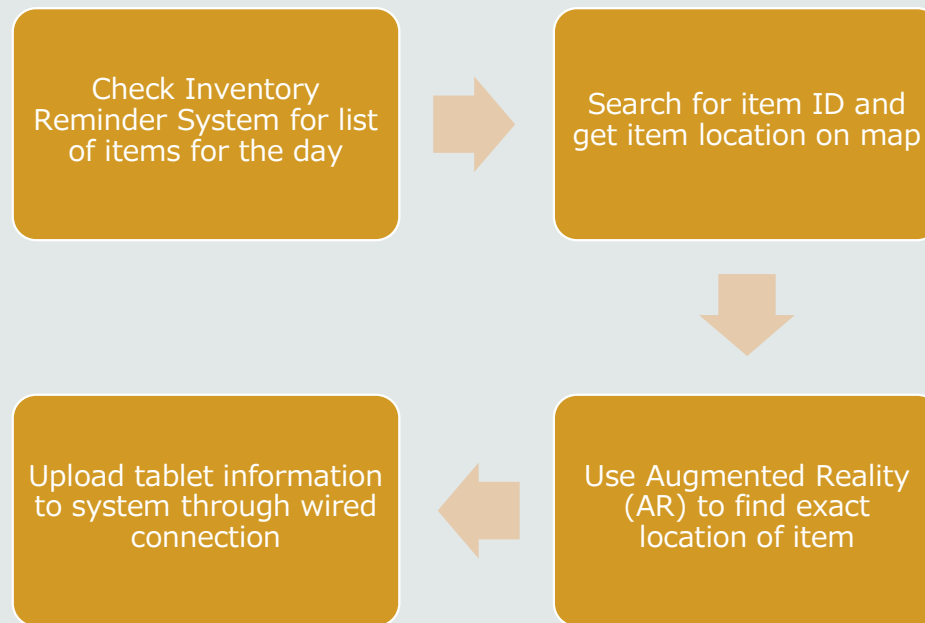 Check Inventory
Reminder System for list
of items for the day
Search for item ID and
get item location on map
Use Augmented Reality
(AR) to find exact
location of item
Upload tablet information
to system through wired
connection